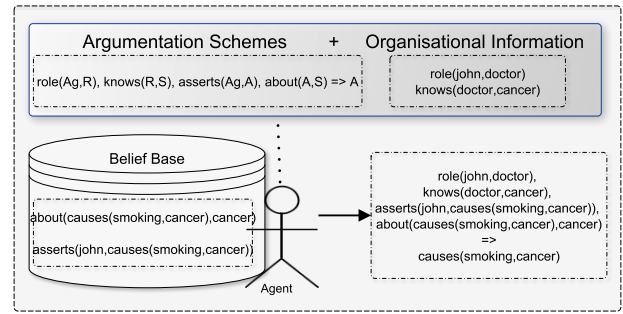 Argumentation Schemes + Organisational Information
role(Ag,R), knows(R,S), asserts(Ag,A), about(A,S) => A
role(john,doctor)
knows(doctor,cancer)
Belief Base
about(causes(smoking,cancer),cancer)
asserts(john,causes(smoking,cancer))
Agent
role(john,doctor),
knows(doctor,cancer),
asserts(john,causes(smoking,cancer)),
about(causes(smoking,cancer),cancer)
=>
causes(smoking,cancer)